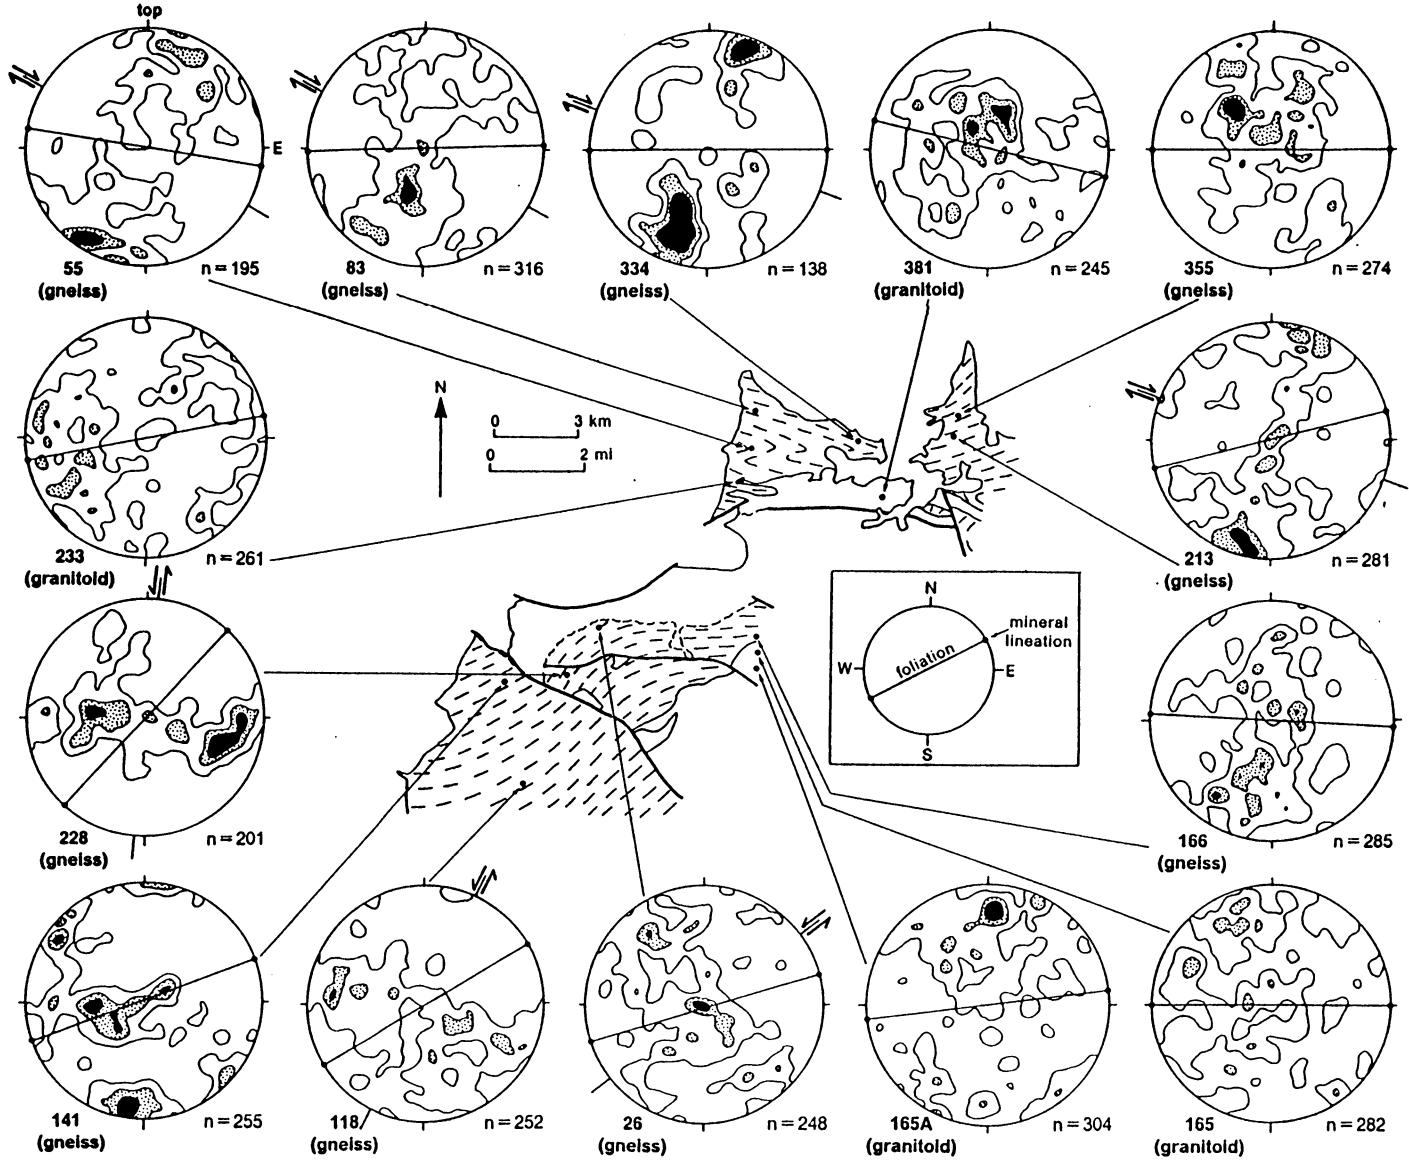 top
E
55
n=195
(gneiss)
83
n=316
(gneiss)
334
n=138
(gneiss)
381
n=245
(granitoid)
355
n=274
(gneiss)
233
n=261
(granitoid)
N
0 3 km
0 2 mi
213
n=281
(gneiss)
N
mineral
lineation
foliation
W
E
S
228
n=201
(gneiss)
166
n=285
(gneiss)
141
n=255
(gneiss)
118
n=252
(gneiss)
26
n=248
(gneiss)
165A
n=304
(granitoid)
165
n=282
(granitoid)